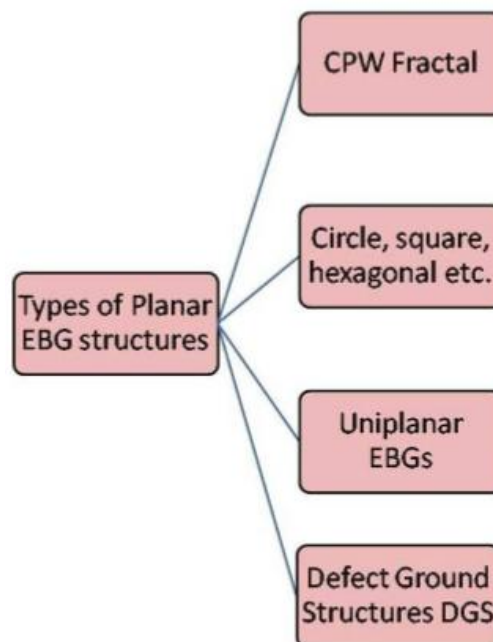 CPW Fractal
Circle, square,
hexagonal etc.
Types of Planar
EBG structures
Uniplanar
EBGs
Defect Ground
Structures DGS